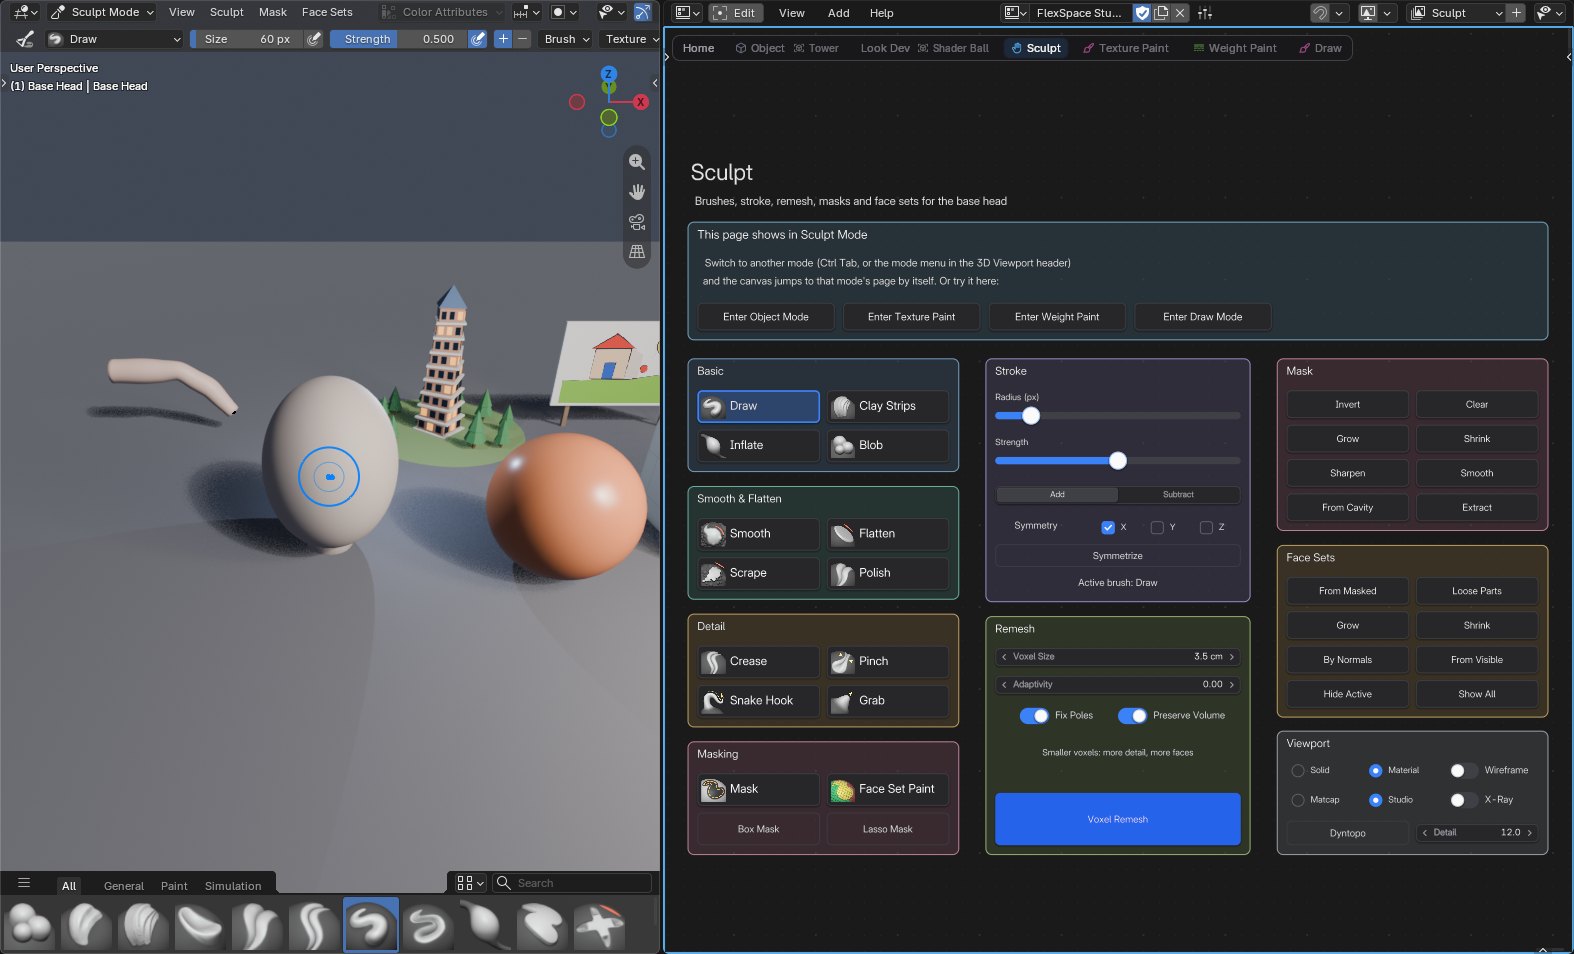 Sculpt Mode View Sculpt Mask Face Sets Color Attributes
Draw Size 60 px Strength 0.500 Brush Texture
User Perspective
(1) Base Head | Base Head
Z
Y
X
All General Paint Simulation Search
Edit View Add Help FlexSpace Stu... Sculpt
Home Object Tower Look Dev Shader Ball Sculpt Texture Paint Weight Paint Draw
Sculpt
Brushes, stroke, remesh, masks and face sets for the base head
This page shows in Sculpt Mode
Switch to another mode (Ctrl Tab, or the mode menu in the 3D Viewport header)
and the canvas jumps to that mode's page by itself. Or try it here:
Enter Object Mode Enter Texture Paint Enter Weight Paint Enter Draw Mode
Basic
Draw Clay Strips
Inflate Blob
Smooth & Flatten
Smooth Flatten
Scrape Polish
Detail
Crease Pinch
Snake Hook Grab
Masking
Mask Face Set Paint
Box Mask Lasso Mask
Stroke
Radius (px)
Strength
Add Subtract
Symmetry X Y Z
Symmetrize
Active brush: Draw
Remesh
Voxel Size 3.5 cm
Adaptivity 0.00
Fix Poles Preserve Volume
Smaller voxels: more detail, more faces
Voxel Remesh
Mask
Invert Clear
Grow Shrink
Sharpen Smooth
From Cavity Extract
Face Sets
From Masked Loose Parts
Grow Shrink
By Normals From Visible
Hide Active Show All
Viewport
Solid Material Wireframe
Matcap Studio X-Ray
Dyntopo Detail 12.0